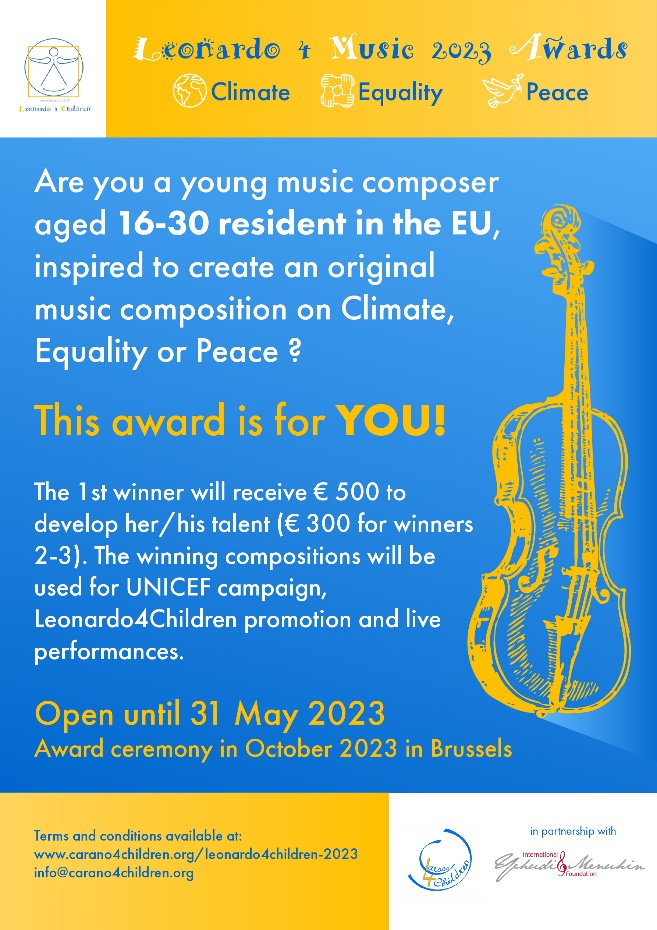 Leonardo 4 Music 2023 Awards
Climate Equality Peace
Leonardo 4 Children
Are you a young music composer
aged 16-30 resident in the EU,
inspired to create an original
music composition on Climate,
Equality or Peace ?
This award is for YOU!
The 1st winner will receive € 500 to
develop her/his talent (€ 300 for winners
2-3). The winning compositions will be
used for UNICEF campaign,
Leonardo4Children promotion and live
performances.
Open until 31 May 2023
Award ceremony in October 2023 in Brussels
Terms and conditions available at:
www.carano4children.org/leonardo4children-2023
info@carano4children.org
Carano
4Children
in partnership with
International
Yehudi Menuhin
Foundation